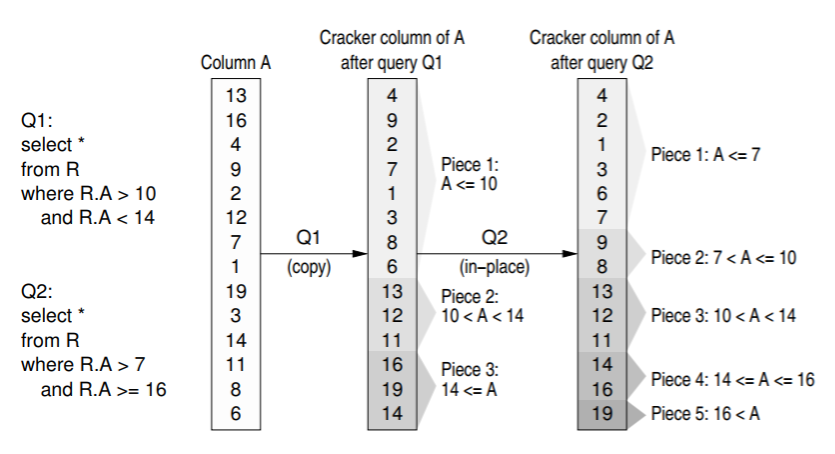 Cracker column of A
after query Q1
Cracker column of A
after query Q2
Column A
Q1:
select *
from R
where R.A > 10
and R.A < 14
Q2:
select *
from R
where R.A > 7
and R.A >= 16
13
16
4
9
2
12
7
1
19
3
14
11
8
6
Q1
(copy)
4
9
2
7
1
3
8
6
13
12
11
16
19
14
Piece 1:
A <= 10
Piece 2:
10 < A < 14
Piece 3:
14 <= A
Q2
(in–place)
4
2
1
3
6
7
9
8
13
12
11
14
16
19
Piece 1: A <= 7
Piece 2: 7 < A <= 10
Piece 3: 10 < A < 14
Piece 4: 14 <= A <= 16
Piece 5: 16 < A